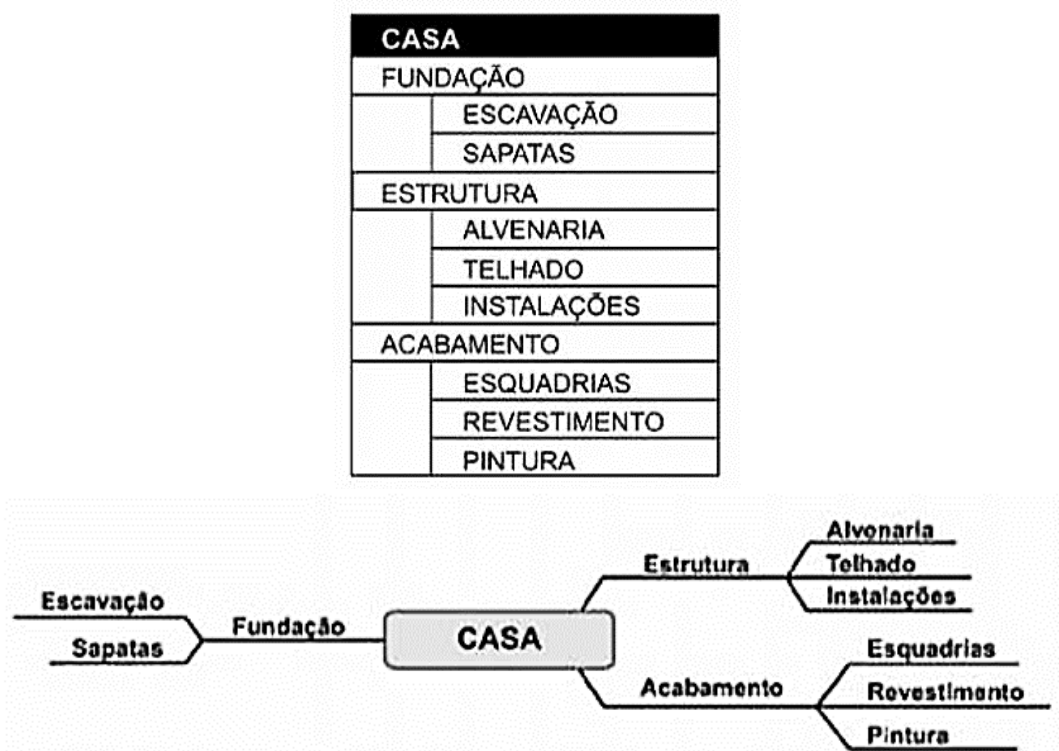 CASA
FUNDAÇÃO
ESCAVAÇÃO
SAPATAS
ESTRUTURA
ALVENARIA
TELHADO
INSTALAÇÕES
ACABAMENTO
ESQUADRIAS
REVESTIMENTO
PINTURA
Escavação
Sapatas
Fundação
CASA
Estrutura
Alvenaria
Telhado
Instalações
Acabamento
Esquadrias
Revestimento
Pintura